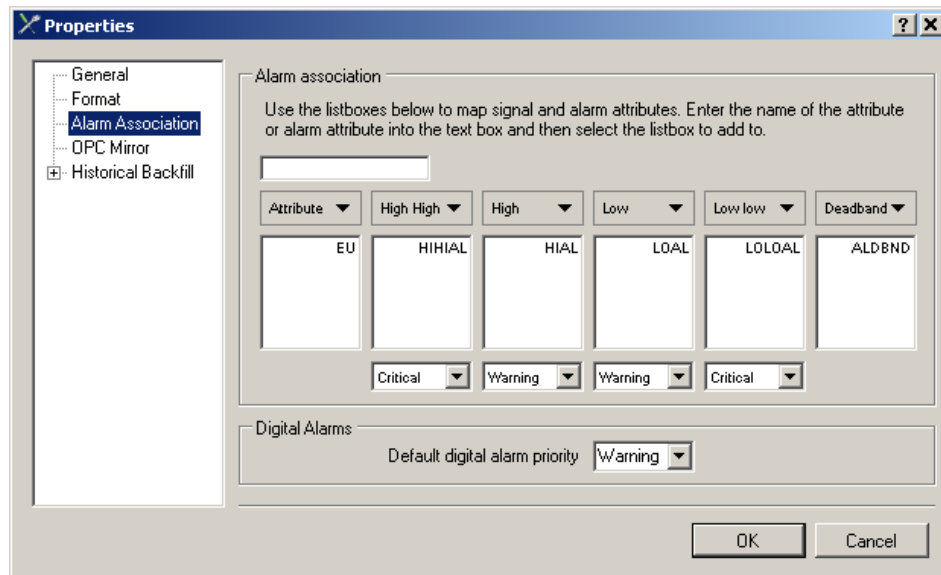 Properties
General
Format
Alarm Association
OPC Mirror
Historical Backfill
Alarm association
Use the listboxes below to map signal and alarm attributes. Enter the name of the attribute
or alarm attribute into the text box and then select the listbox to add to.
Attribute High High High Low Low low Deadband
EU HIHIAL HIAL LOAL LOLOAL ALDBND
Critical Warning Warning Critical
Digital Alarms
Default digital alarm priority Warning
OK Cancel